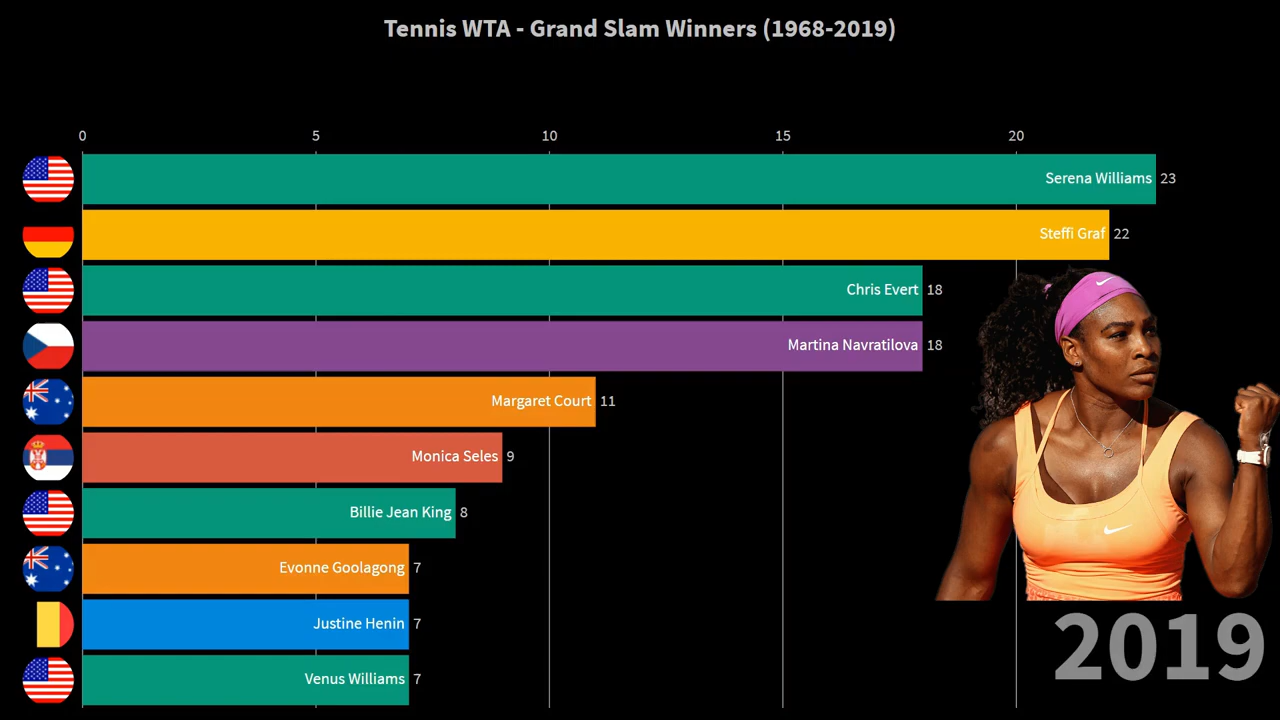 Tennis WTA - Grand Slam Winners (1968-2019)
0 5 10 15 20
Serena Williams 23
Steffi Graf 22
Chris Evert 18
Martina Navratilova 18
Margaret Court 11
Monica Seles 9
Billie Jean King 8
Evonne Goolagong 7
Justine Henin 7
Venus Williams 7
2019